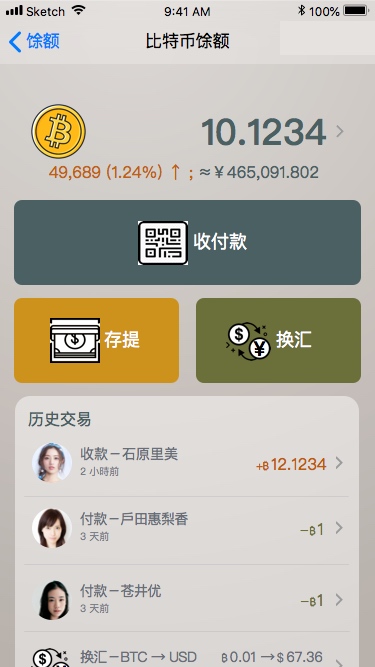 Sketch 9:41 AM 100%
馀额 比特币馀额
10.1234
49,689 (1.24%) ↑ ; ≈¥465,091.802
收付款
存提 换汇
历史交易
收款－石原里美
2 小時前
+฿12.1234
付款－戶田惠梨香
3 天前
−฿1
付款－苍井优
3 天前
−฿1
换汇－BTC → USD ฿0.01 →$ 67.36